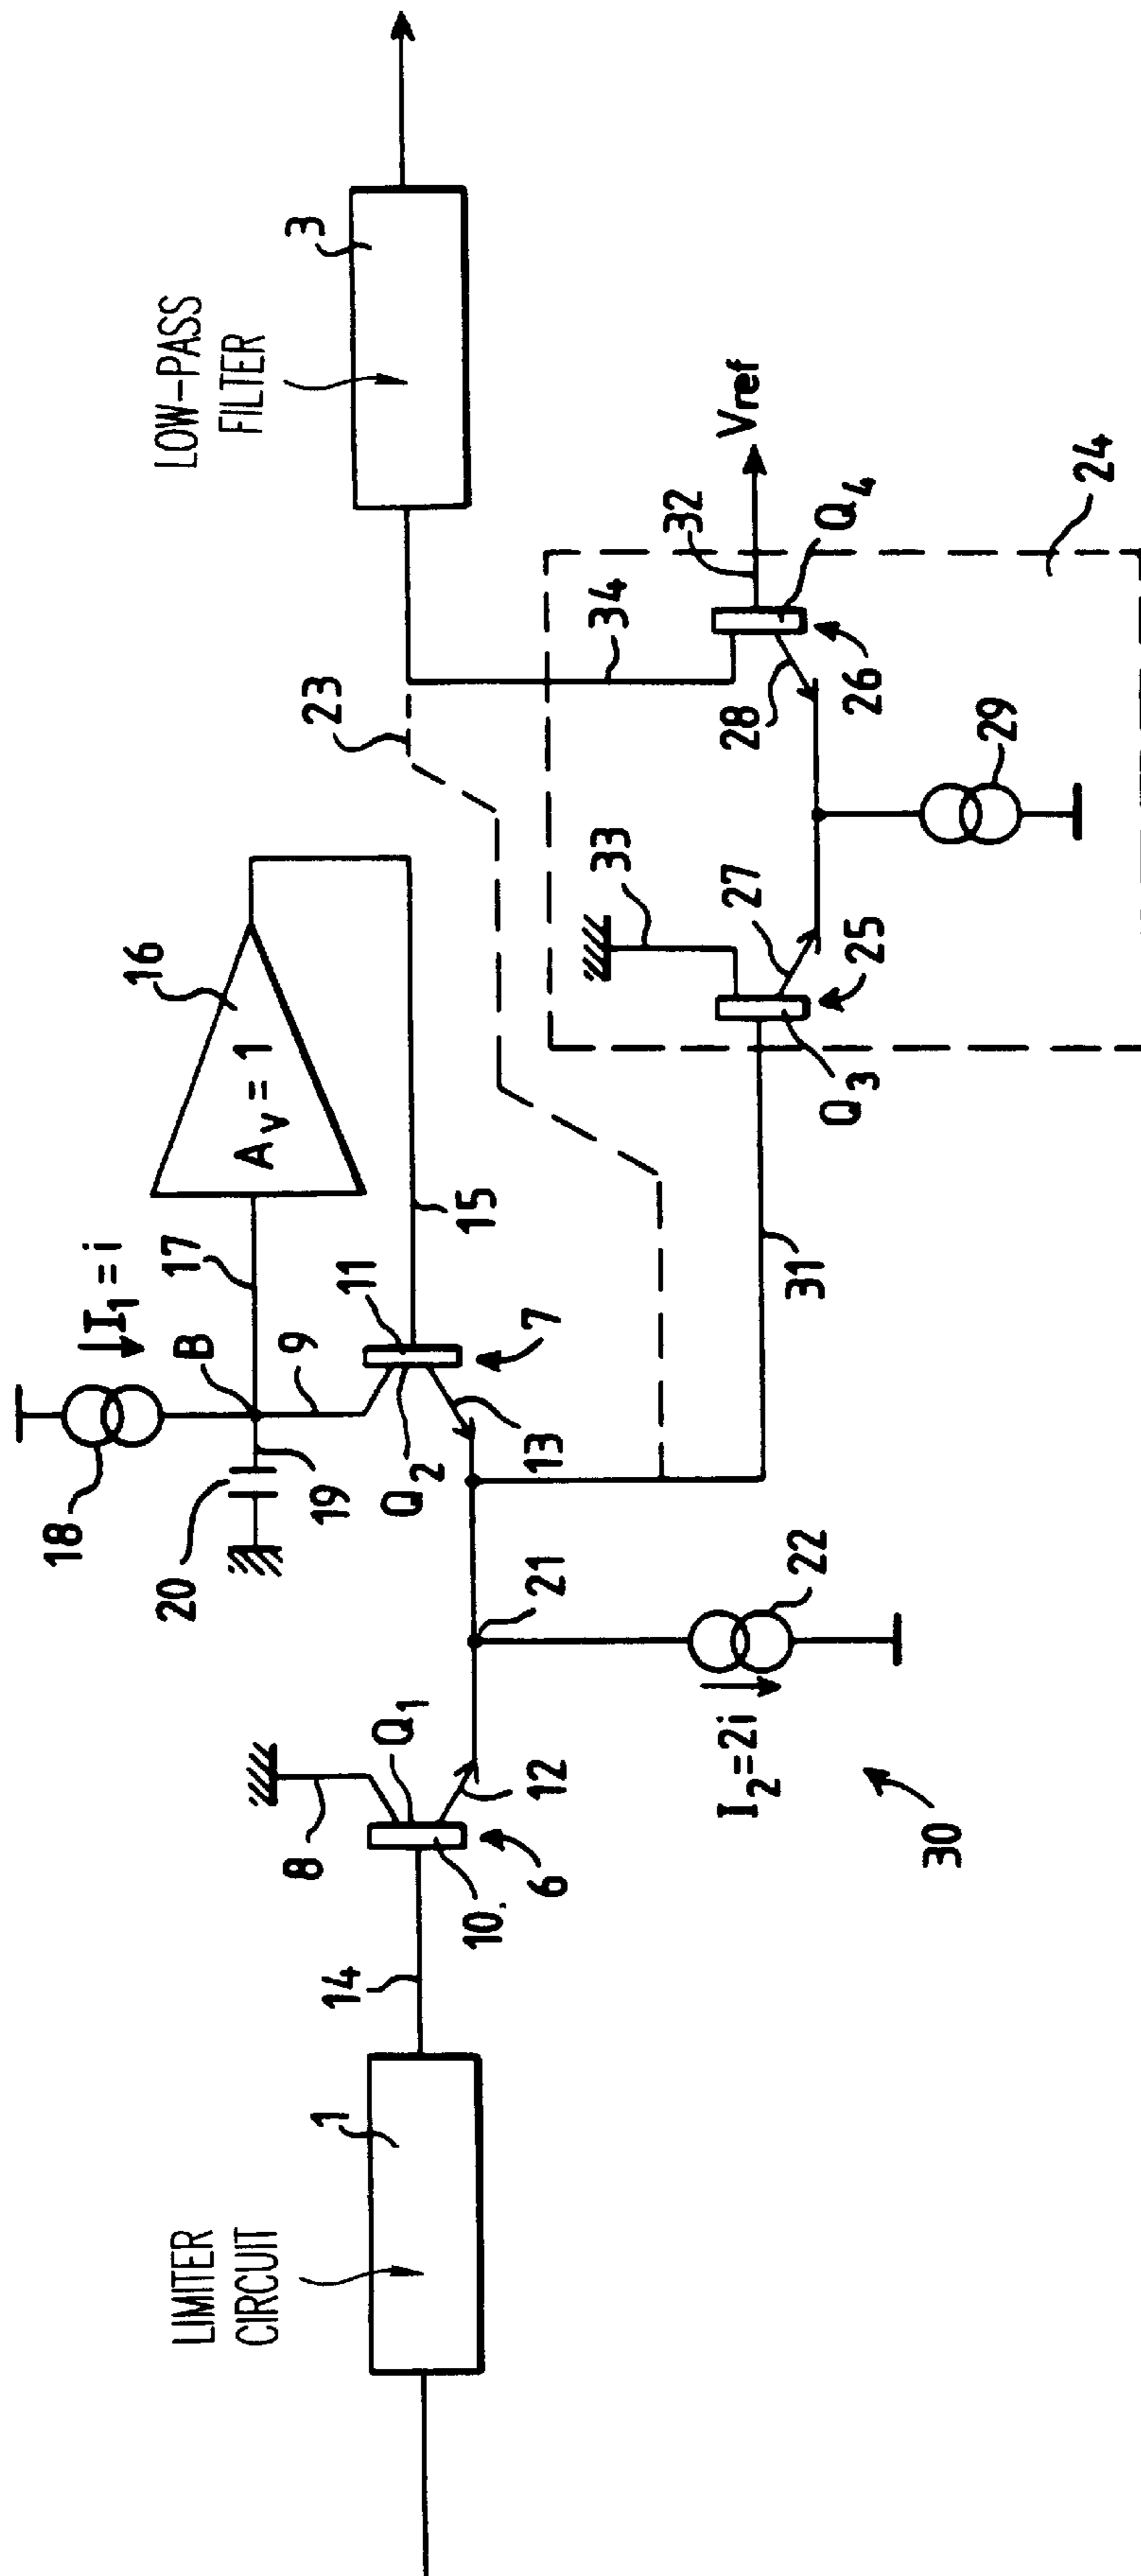 LIMITER
CIRCUIT
1
14
8
Q1
10.
6
12
30
I2=2i
22
21
20
19
18
I1=i
B
17
9
Q2
11
13
7
15
16
Av=1
23
31
33
Q3
25
27
29
28
26
34
32
Q4
24
Vref
LOW-PASS
FILTER
3